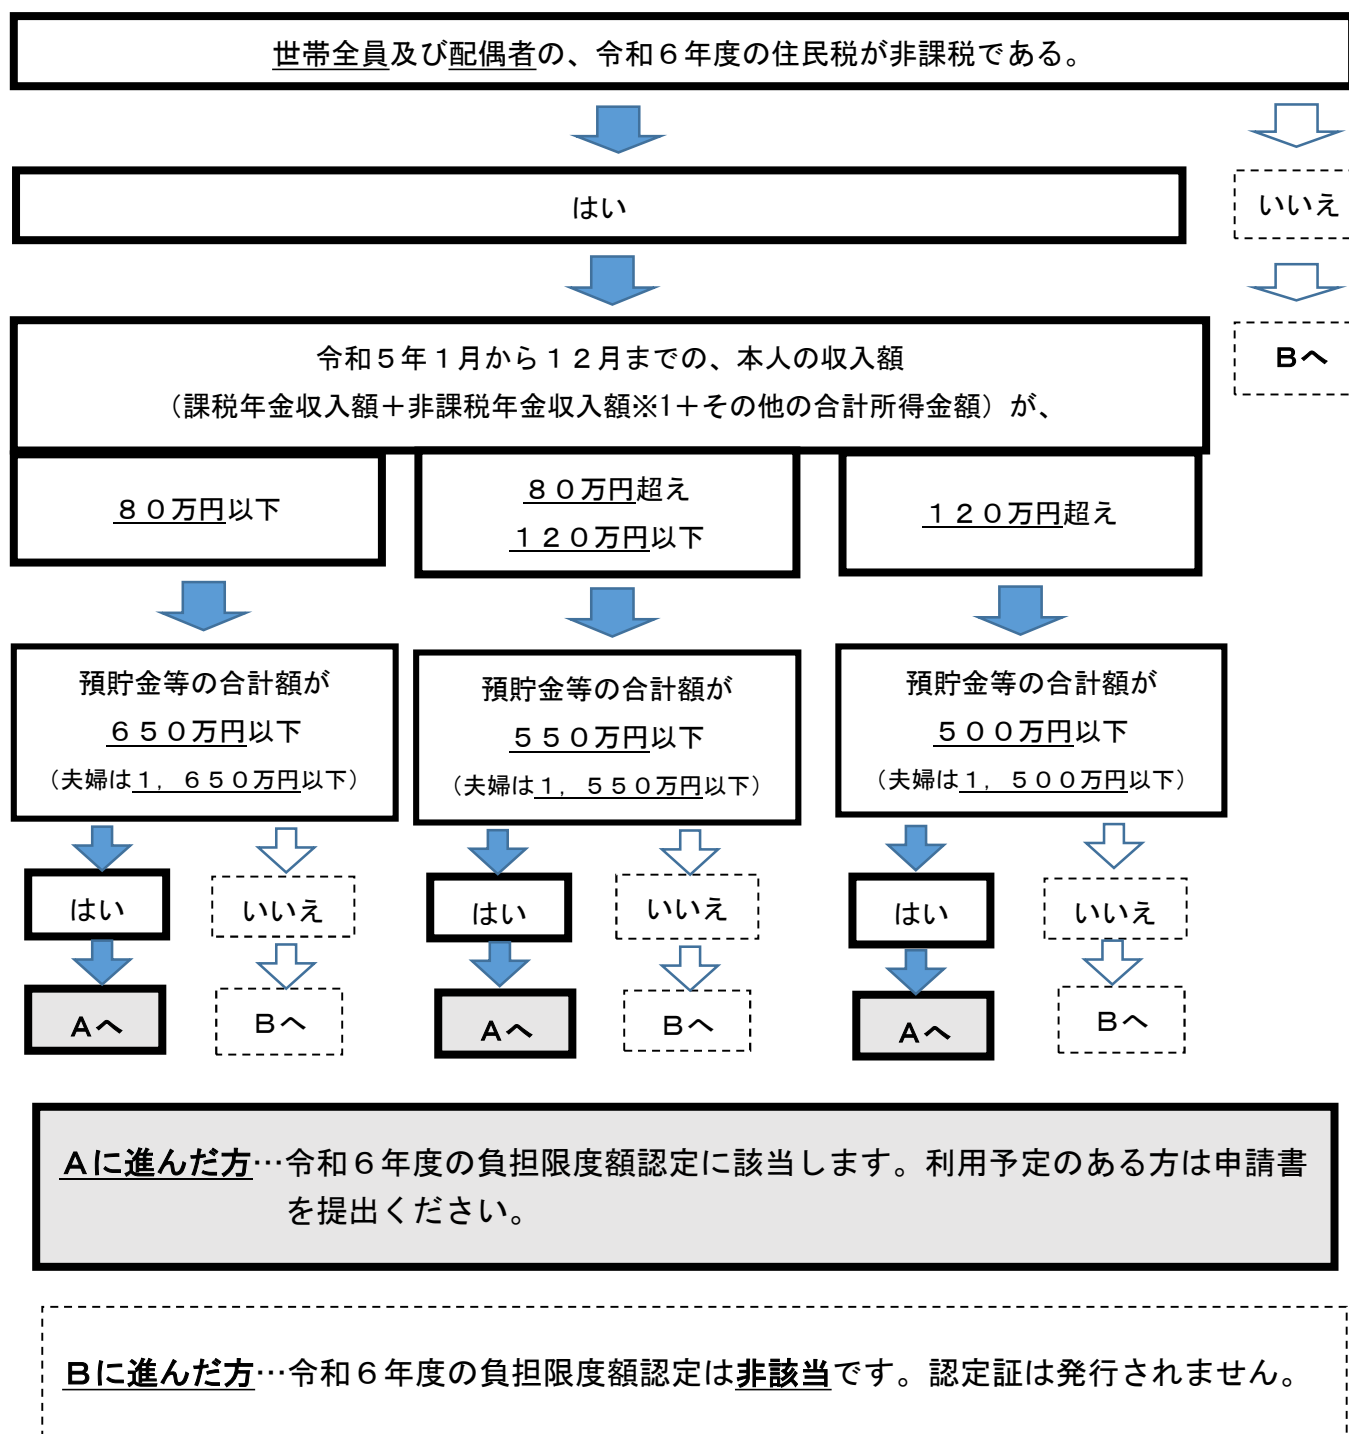 世帯全員及び配偶者の、令和６年度の住民税が非課税である。
はい
いいえ
令和５年１月から１２月までの、本人の収入額
（課税年金収入額＋非課税年金収入額※1＋その他の合計所得金額）が、
Ｂへ
８０万円以下
８０万円超え
１２０万円以下
１２０万円超え
預貯金等の合計額が
６５０万円以下
（夫婦は１，６５０万円以下）
預貯金等の合計額が
５５０万円以下
（夫婦は１，５５０万円以下）
預貯金等の合計額が
５００万円以下
（夫婦は１，５００万円以下）
はい
いいえ
はい
いいえ
はい
いいえ
Ａへ
Ｂへ
Ａへ
Ｂへ
Ａへ
Ｂへ
Ａに進んだ方…令和６年度の負担限度額認定に該当します。利用予定のある方は申請書
を提出ください。
Ｂに進んだ方…令和６年度の負担限度額認定は非該当です。認定証は発行されません。